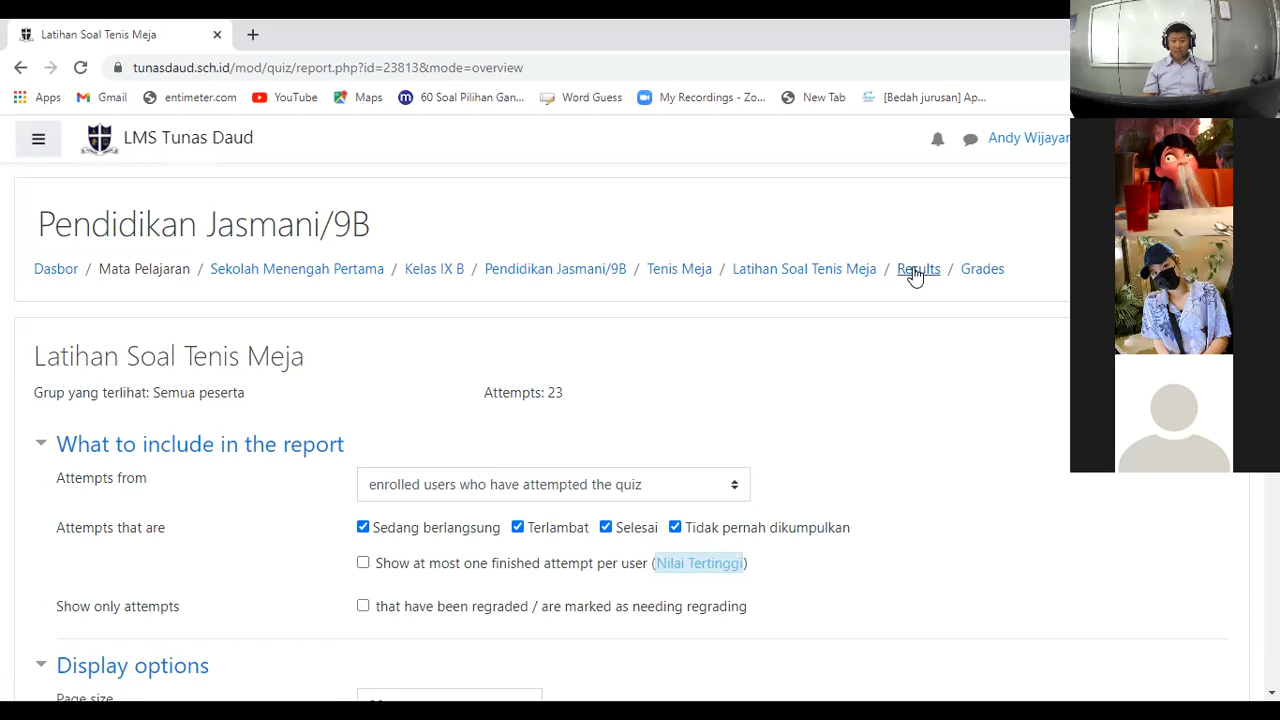 Latihan Soal Tenis Meja
tunasdaud.sch.id/mod/quiz/report.php?id=23813&mode=overview
Apps Gmail entimeter.com YouTube Maps 60 Soal Pilihan Gan... Word Guess My Recordings - Zo... New Tab [Bedah jurusan] Ap...
LMS Tunas Daud Andy Wijayan
Pendidikan Jasmani/9B
Dasbor / Mata Pelajaran / Sekolah Menengah Pertama / Kelas IX B / Pendidikan Jasmani/9B / Tenis Meja / Latihan Soal Tenis Meja / Results / Grades
Latihan Soal Tenis Meja
Grup yang terlihat: Semua peserta Attempts: 23
What to include in the report
Attempts from enrolled users who have attempted the quiz
Attempts that are Sedang berlangsung Terlambat Selesai Tidak pernah dikumpulkan
Show at most one finished attempt per user (Nilai Tertinggi)
Show only attempts that have been regraded / are marked as needing regrading
Display options
Page size